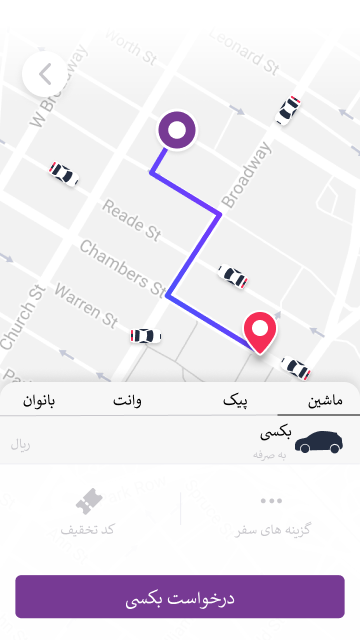 Worth St
Leonard St
W Broadway
Broadway
Reade St
Chambers St
Warren St
Church St
ماشین
پیک
وانت
بانوان
بکسی
به صرفه
ریال
گزینه های سفر
کد تخفیف
درخواست بکسی